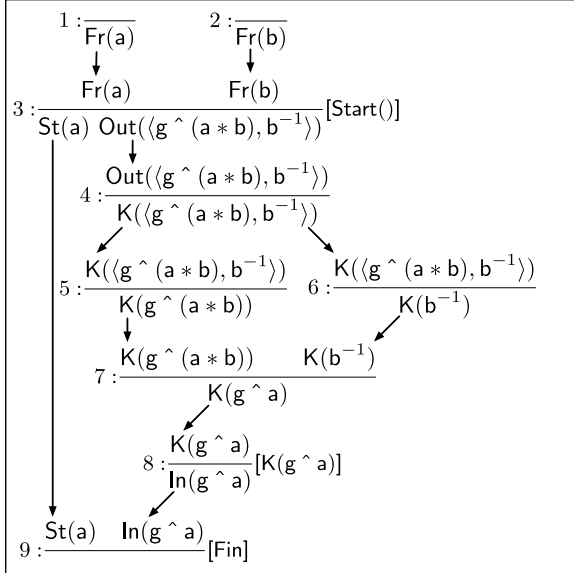 1 : Fr(a) 2 : Fr(b)
Fr(a) Fr(b)
3 : [Start()]
St(a) Out(⟨g ^ (a ∗ b), b⁻¹⟩)
Out(⟨g ^ (a ∗ b), b⁻¹⟩)
4 :
K(⟨g ^ (a ∗ b), b⁻¹⟩)
K(⟨g ^ (a ∗ b), b⁻¹⟩) K(⟨g ^ (a ∗ b), b⁻¹⟩)
5 : 6 :
K(g ^ (a ∗ b)) K(b⁻¹)
K(g ^ (a ∗ b)) K(b⁻¹)
7 :
K(g ^ a)
K(g ^ a)
8 : [K(g ^ a)]
In(g ^ a)
St(a) In(g ^ a)
9 : [Fin]